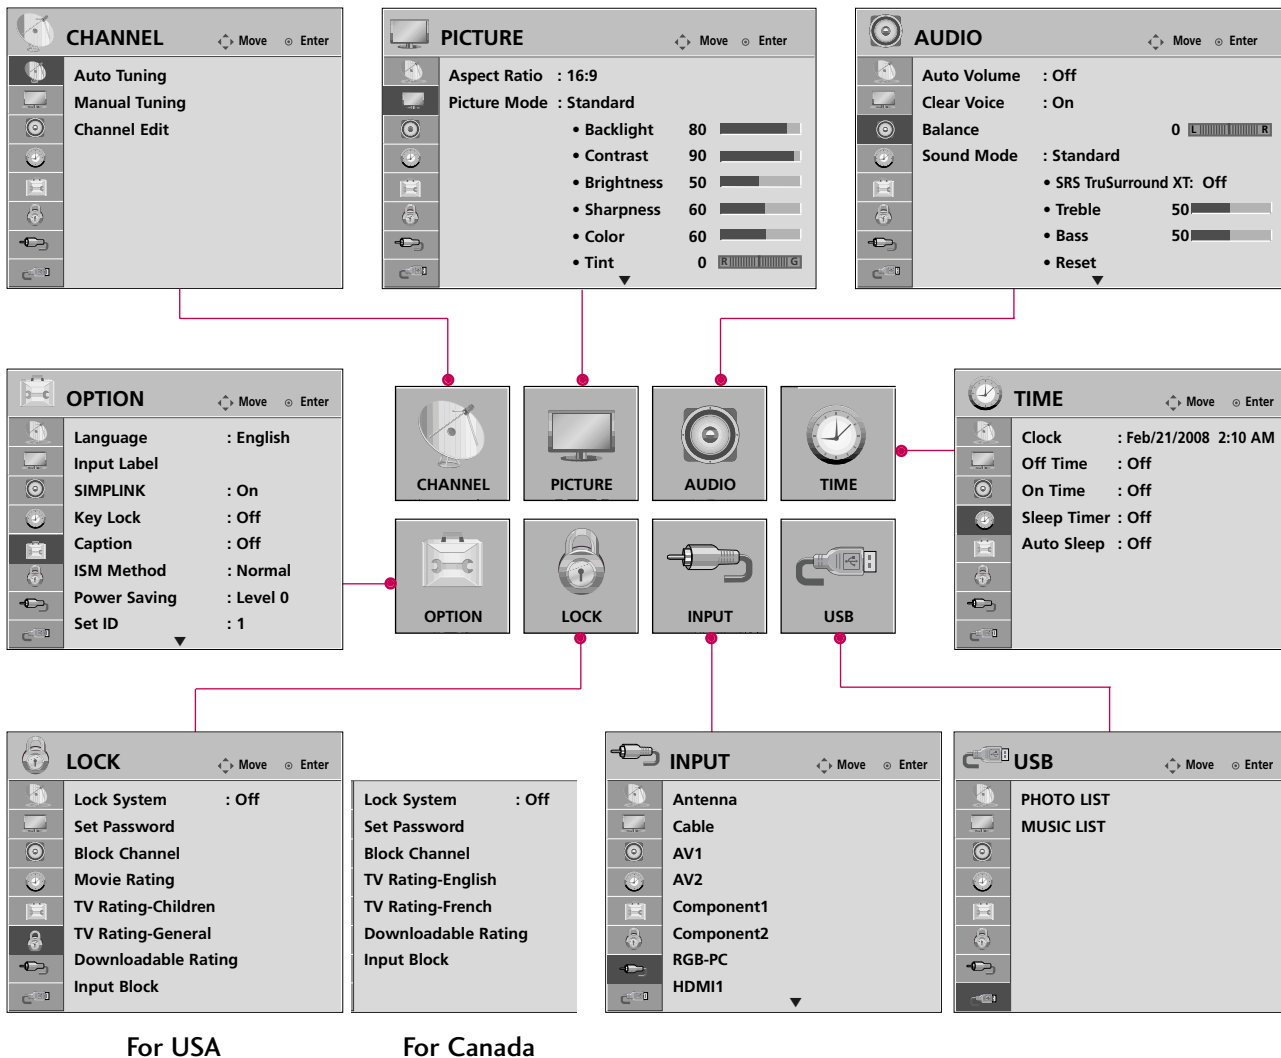 CHANNEL Move Enter
Auto Tuning
Manual Tuning
Channel Edit
PICTURE Move Enter
Aspect Ratio : 16:9
Picture Mode : Standard
• Backlight 80
• Contrast 90
• Brightness 50
• Sharpness 60
• Color 60
• Tint 0 R G
AUDIO Move Enter
Auto Volume : Off
Clear Voice : On
Balance 0 L R
Sound Mode : Standard
• SRS TruSurround XT: Off
• Treble 50
• Bass 50
• Reset
OPTION Move Enter
Language : English
Input Label
SIMPLINK : On
Key Lock : Off
Caption : Off
ISM Method : Normal
Power Saving : Level 0
Set ID : 1
CHANNEL
PICTURE
AUDIO
TIME
OPTION
LOCK
INPUT
USB
TIME Move Enter
Clock : Feb/21/2008 2:10 AM
Off Time : Off
On Time : Off
Sleep Timer : Off
Auto Sleep : Off
LOCK Move Enter
Lock System : Off
Set Password
Block Channel
Movie Rating
TV Rating-Children
TV Rating-General
Downloadable Rating
Input Block
For USA
Lock System : Off
Set Password
Block Channel
TV Rating-English
TV Rating-French
Downloadable Rating
Input Block
For Canada
INPUT Move Enter
Antenna
Cable
AV1
AV2
Component1
Component2
RGB-PC
HDMI1
USB Move Enter
PHOTO LIST
MUSIC LIST